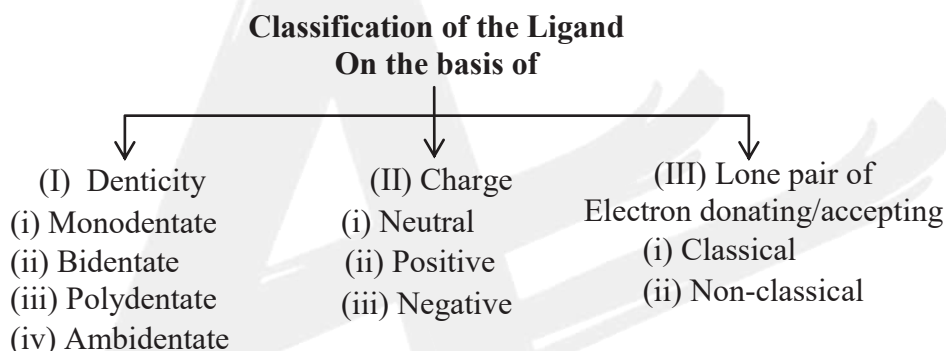 Classification of the Ligand
On the basis of
(I) Denticity
(i) Monodentate
(ii) Bidentate
(iii) Polydentate
(iv) Ambidentate
(II) Charge
(i) Neutral
(ii) Positive
(iii) Negative
(III) Lone pair of
Electron donating/accepting
(i) Classical
(ii) Non-classical